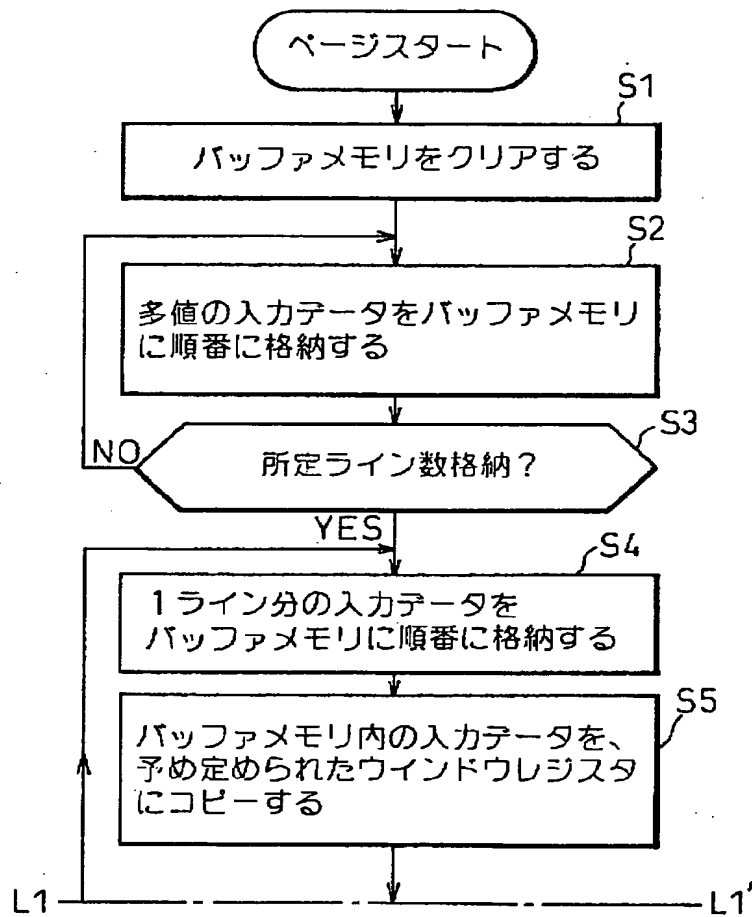 ページスタート
S1
バッファメモリをクリアする
S2
多値の入力データをバッファメモリ
に順番に格納する
S3
NO
所定ライン数格納?
YES
S4
1ライン分の入力データを
バッファメモリに順番に格納する
S5
バッファメモリ内の入力データを、
予め定められたウインドウレジスタ
にコピーする
L1
L1'